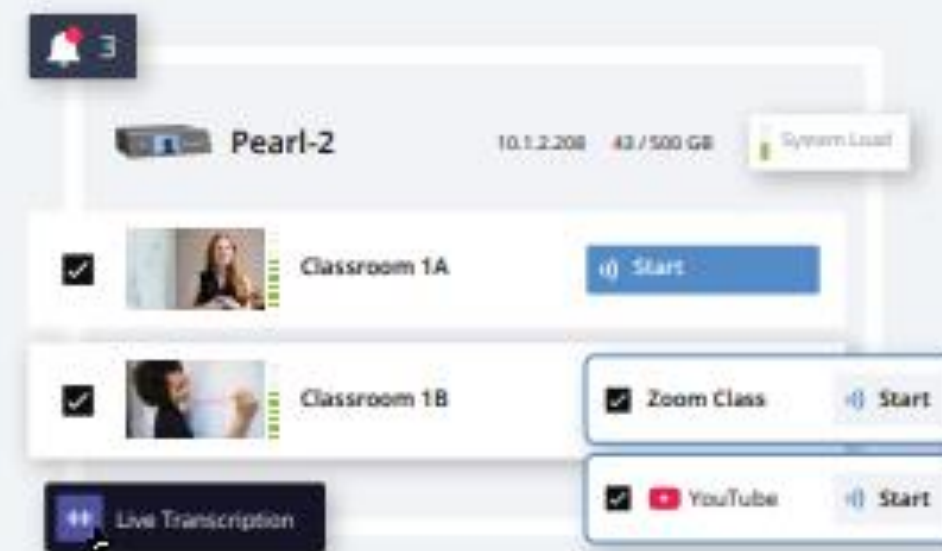 3
Pearl-2 10.1.2.208 43 / 500 GB System Load
Classroom 1A Start
Classroom 1B Zoom Class Start
YouTube Start
Live Transcription